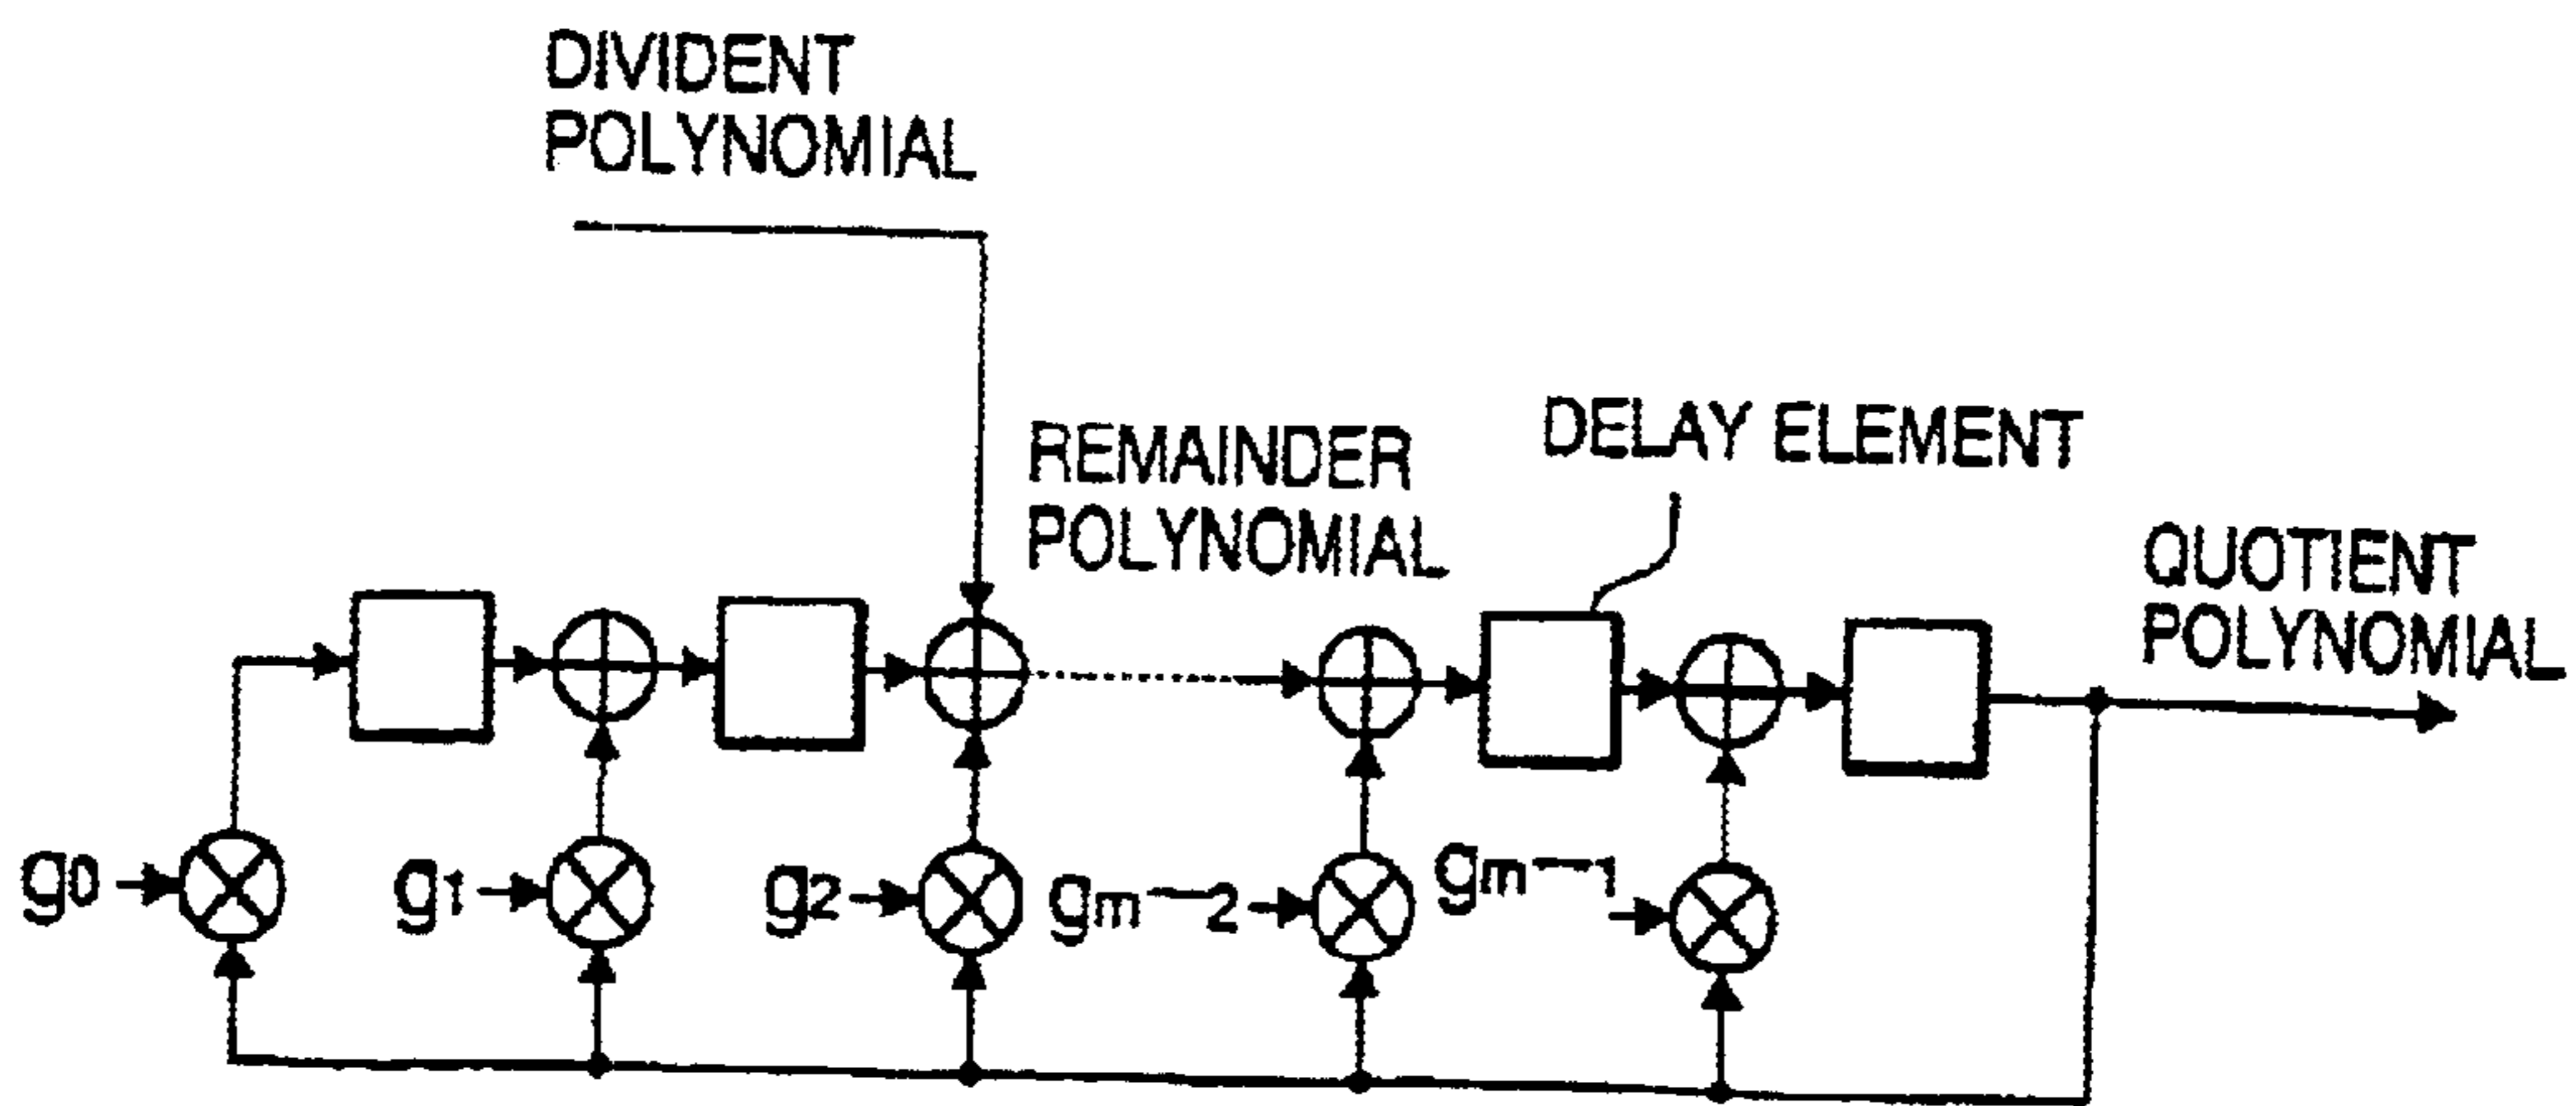 DIVIDENT
POLYNOMIAL
REMAINDER
POLYNOMIAL
DELAY ELEMENT
QUOTIENT
POLYNOMIAL
g0
g1
g2
gm-2
gm-1